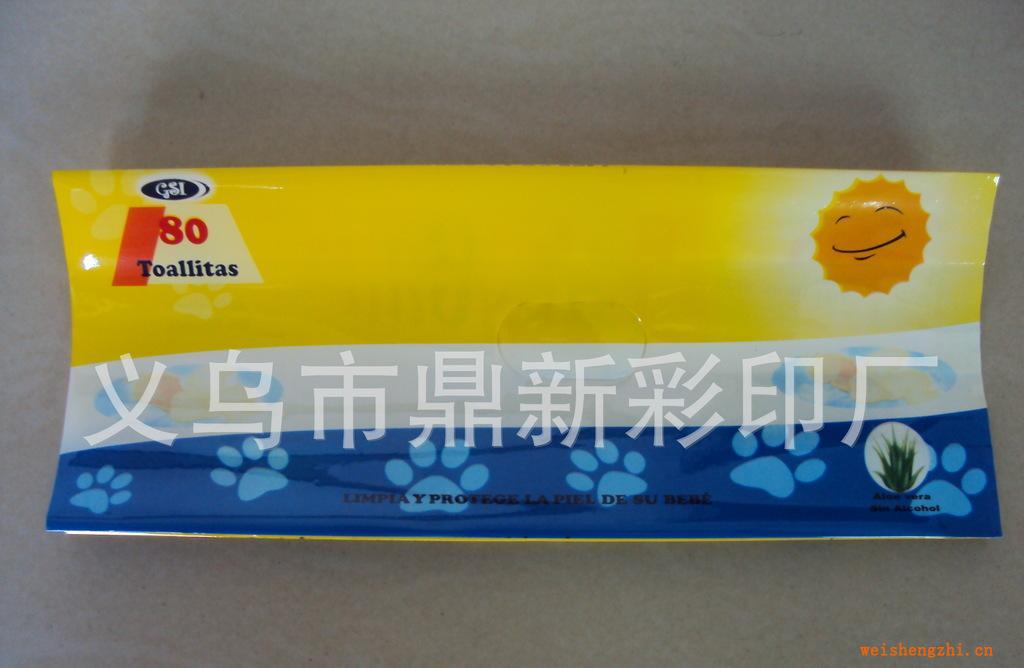 GSI
80
Toallitas
义乌市鼎新彩印厂
LIMPIA Y PROTEGE LA PIEL DE SU BEBÉ
Aloe vera
Sin Alcohol
weishengzhi.cn